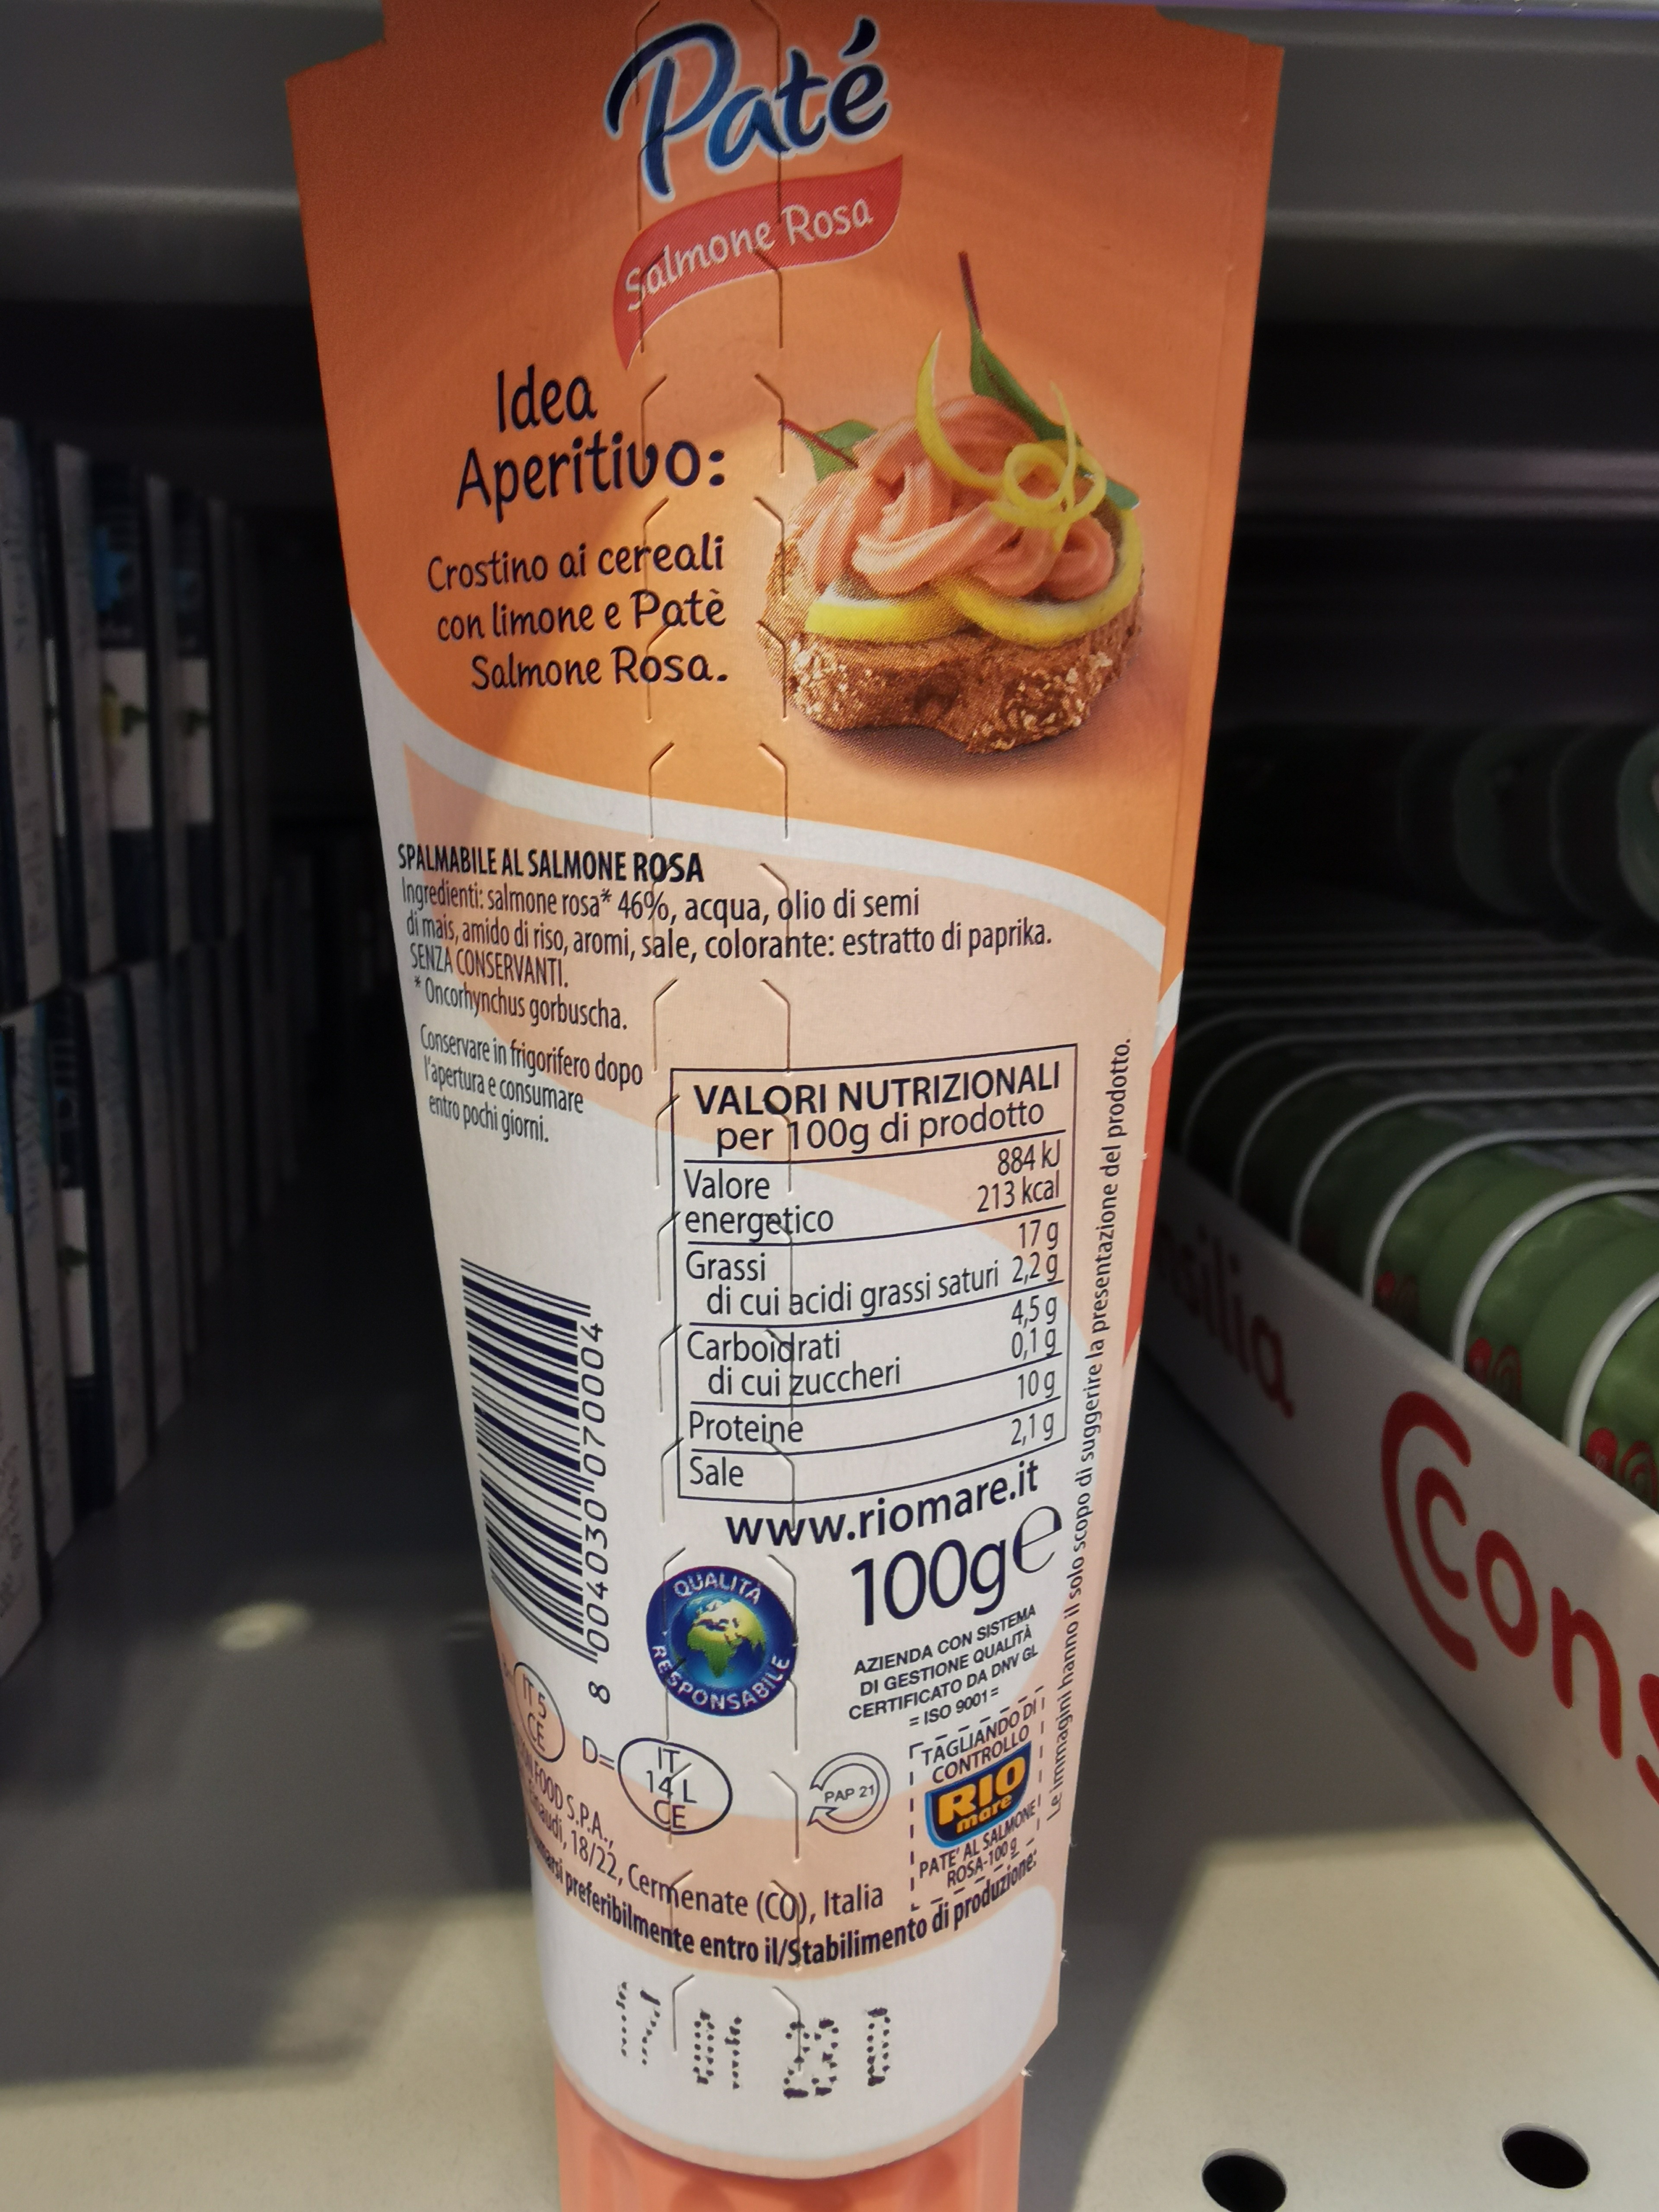 Paté
Salmone Rosa
Idea
Aperitivo:
Crostino ai cereali
con limone e Patè
Salmone Rosa.
SPALMABILE AL SALMONE ROSA
Ingredienti: salmone rosa* 46%, acqua, olio di semi
di mais, amido di riso, aromi, sale, colorante: estratto di paprika.
SENZA CONSERVANTI.
* Oncorhynchus gorbuscha.
Conservare in frigorifero dopo
l'apertura e consumare
entro pochi giorni.
VALORI NUTRIZIONALI
per 100g di prodotto
Valore 884 kJ
energetico 213 kcal
Grassi 17 g
di cui acidi grassi saturi 2,2 g
Carboidrati 4,5 g
di cui zuccheri 0,1 g
Proteine 10 g
Sale 2,1 g
www.riomare.it
100g e
8 004030 070004
QUALITÀ
RESPONSABILE
AZIENDA CON SISTEMA
DI GESTIONE QUALITÀ
CERTIFICATO DA DNV GL
= ISO 9001 =
IT 5
CE
D=
IT
14 L
CE
PAP 21
TAGLIANDO DI
CONTROLLO
RIO
mare
PATE' AL SALMONE
ROSA-100 g
FOOD S.P.A.,
18/22, Cermenate (CO), Italia
preferibilmente entro il/Stabilimento di produzione:
17 01 23 D
Le immagini hanno il solo scopo di suggerire la presentazione del prodotto.
Cons